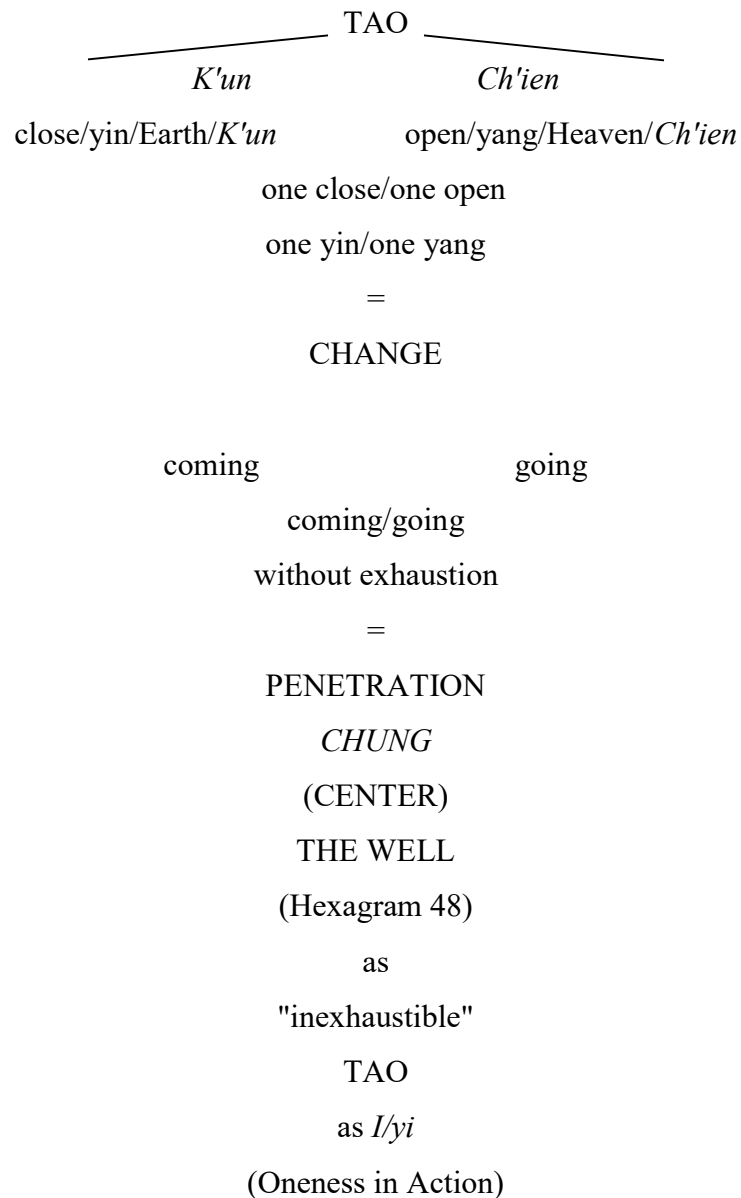 TAO
K'un Ch'ien
close/yin/Earth/K'un open/yang/Heaven/Ch'ien
one close/one open
one yin/one yang
=
CHANGE
coming going
coming/going
without exhaustion
=
PENETRATION
CHUNG
(CENTER)
THE WELL
(Hexagram 48)
as
"inexhaustible"
TAO
as I/yi
(Oneness in Action)